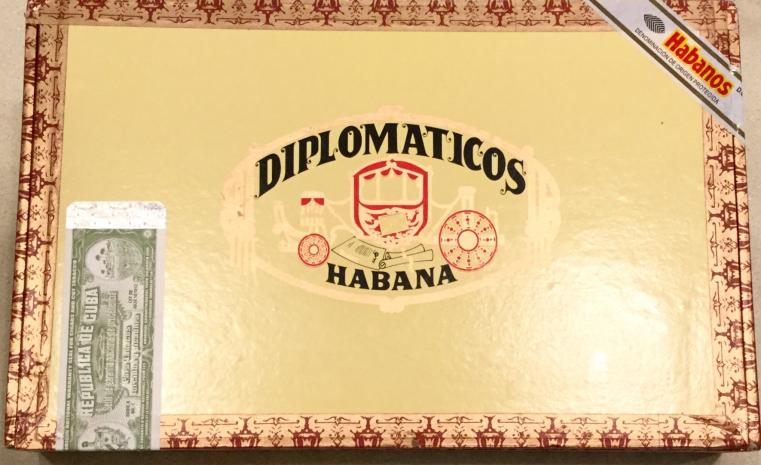 Habanos
DENOMINACIÓN DE ORIGEN PROTEGIDA
DIPLOMATICOS
HABANA
REPUBLICA DE CUBA